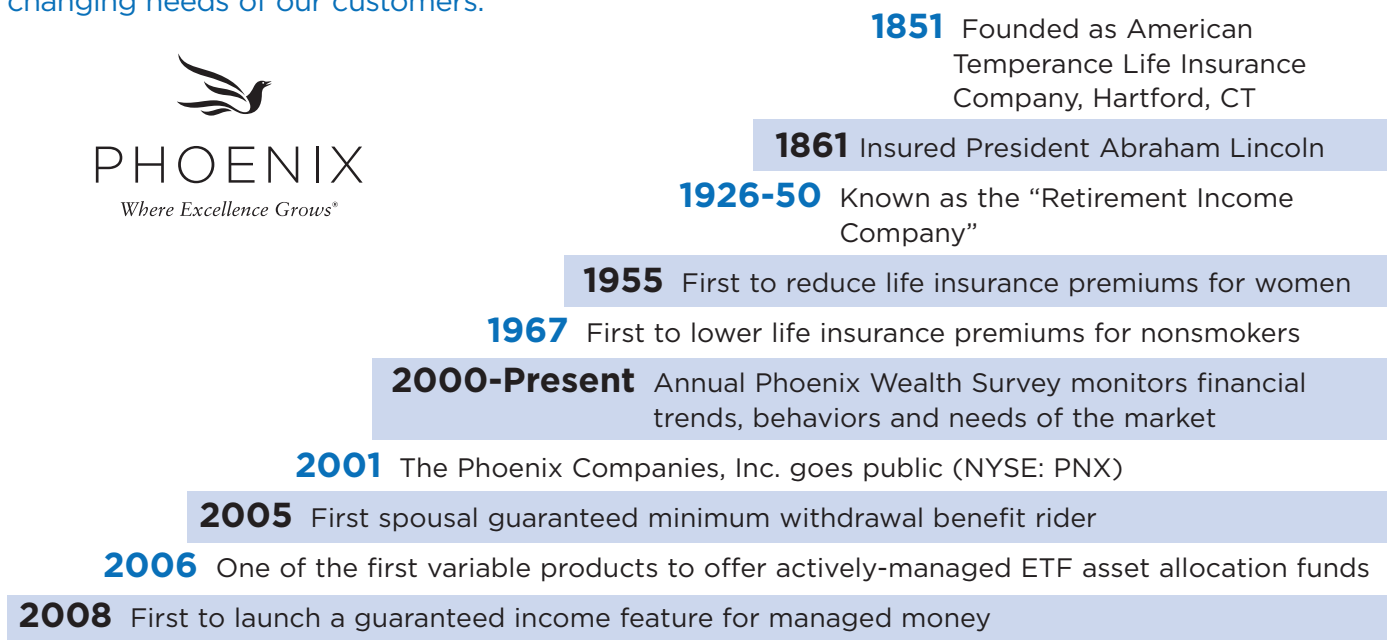 changing needs of our customers.
PHOENIX
Where Excellence Grows®
1851 Founded as American
Temperance Life Insurance
Company, Hartford, CT
1861 Insured President Abraham Lincoln
1926-50 Known as the “Retirement Income
Company”
1955 First to reduce life insurance premiums for women
1967 First to lower life insurance premiums for nonsmokers
2000-Present Annual Phoenix Wealth Survey monitors financial
trends, behaviors and needs of the market
2001 The Phoenix Companies, Inc. goes public (NYSE: PNX)
2005 First spousal guaranteed minimum withdrawal benefit rider
2006 One of the first variable products to offer actively-managed ETF asset allocation funds
2008 First to launch a guaranteed income feature for managed money